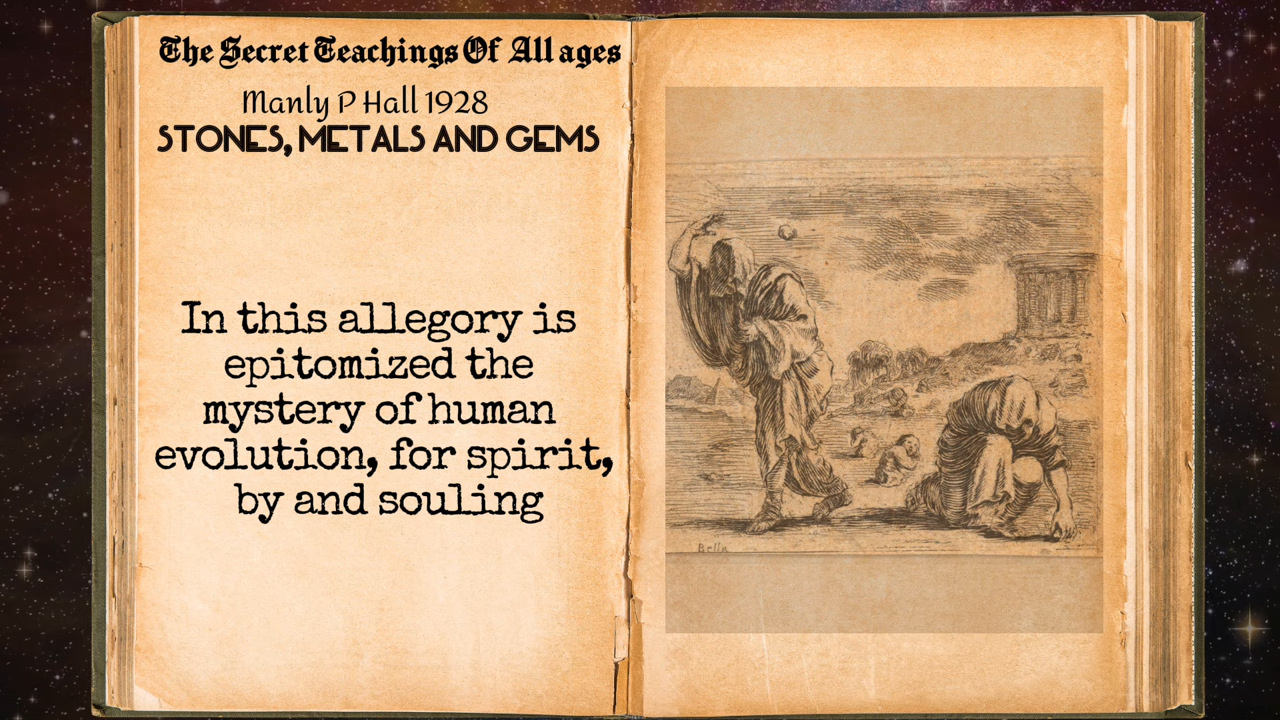 The Secret Teachings Of All ages
Manly P Hall 1928
STONES, METALS AND GEMS
In this allegory is
epitomized the
mystery of human
evolution, for spirit,
by and souling
Bella